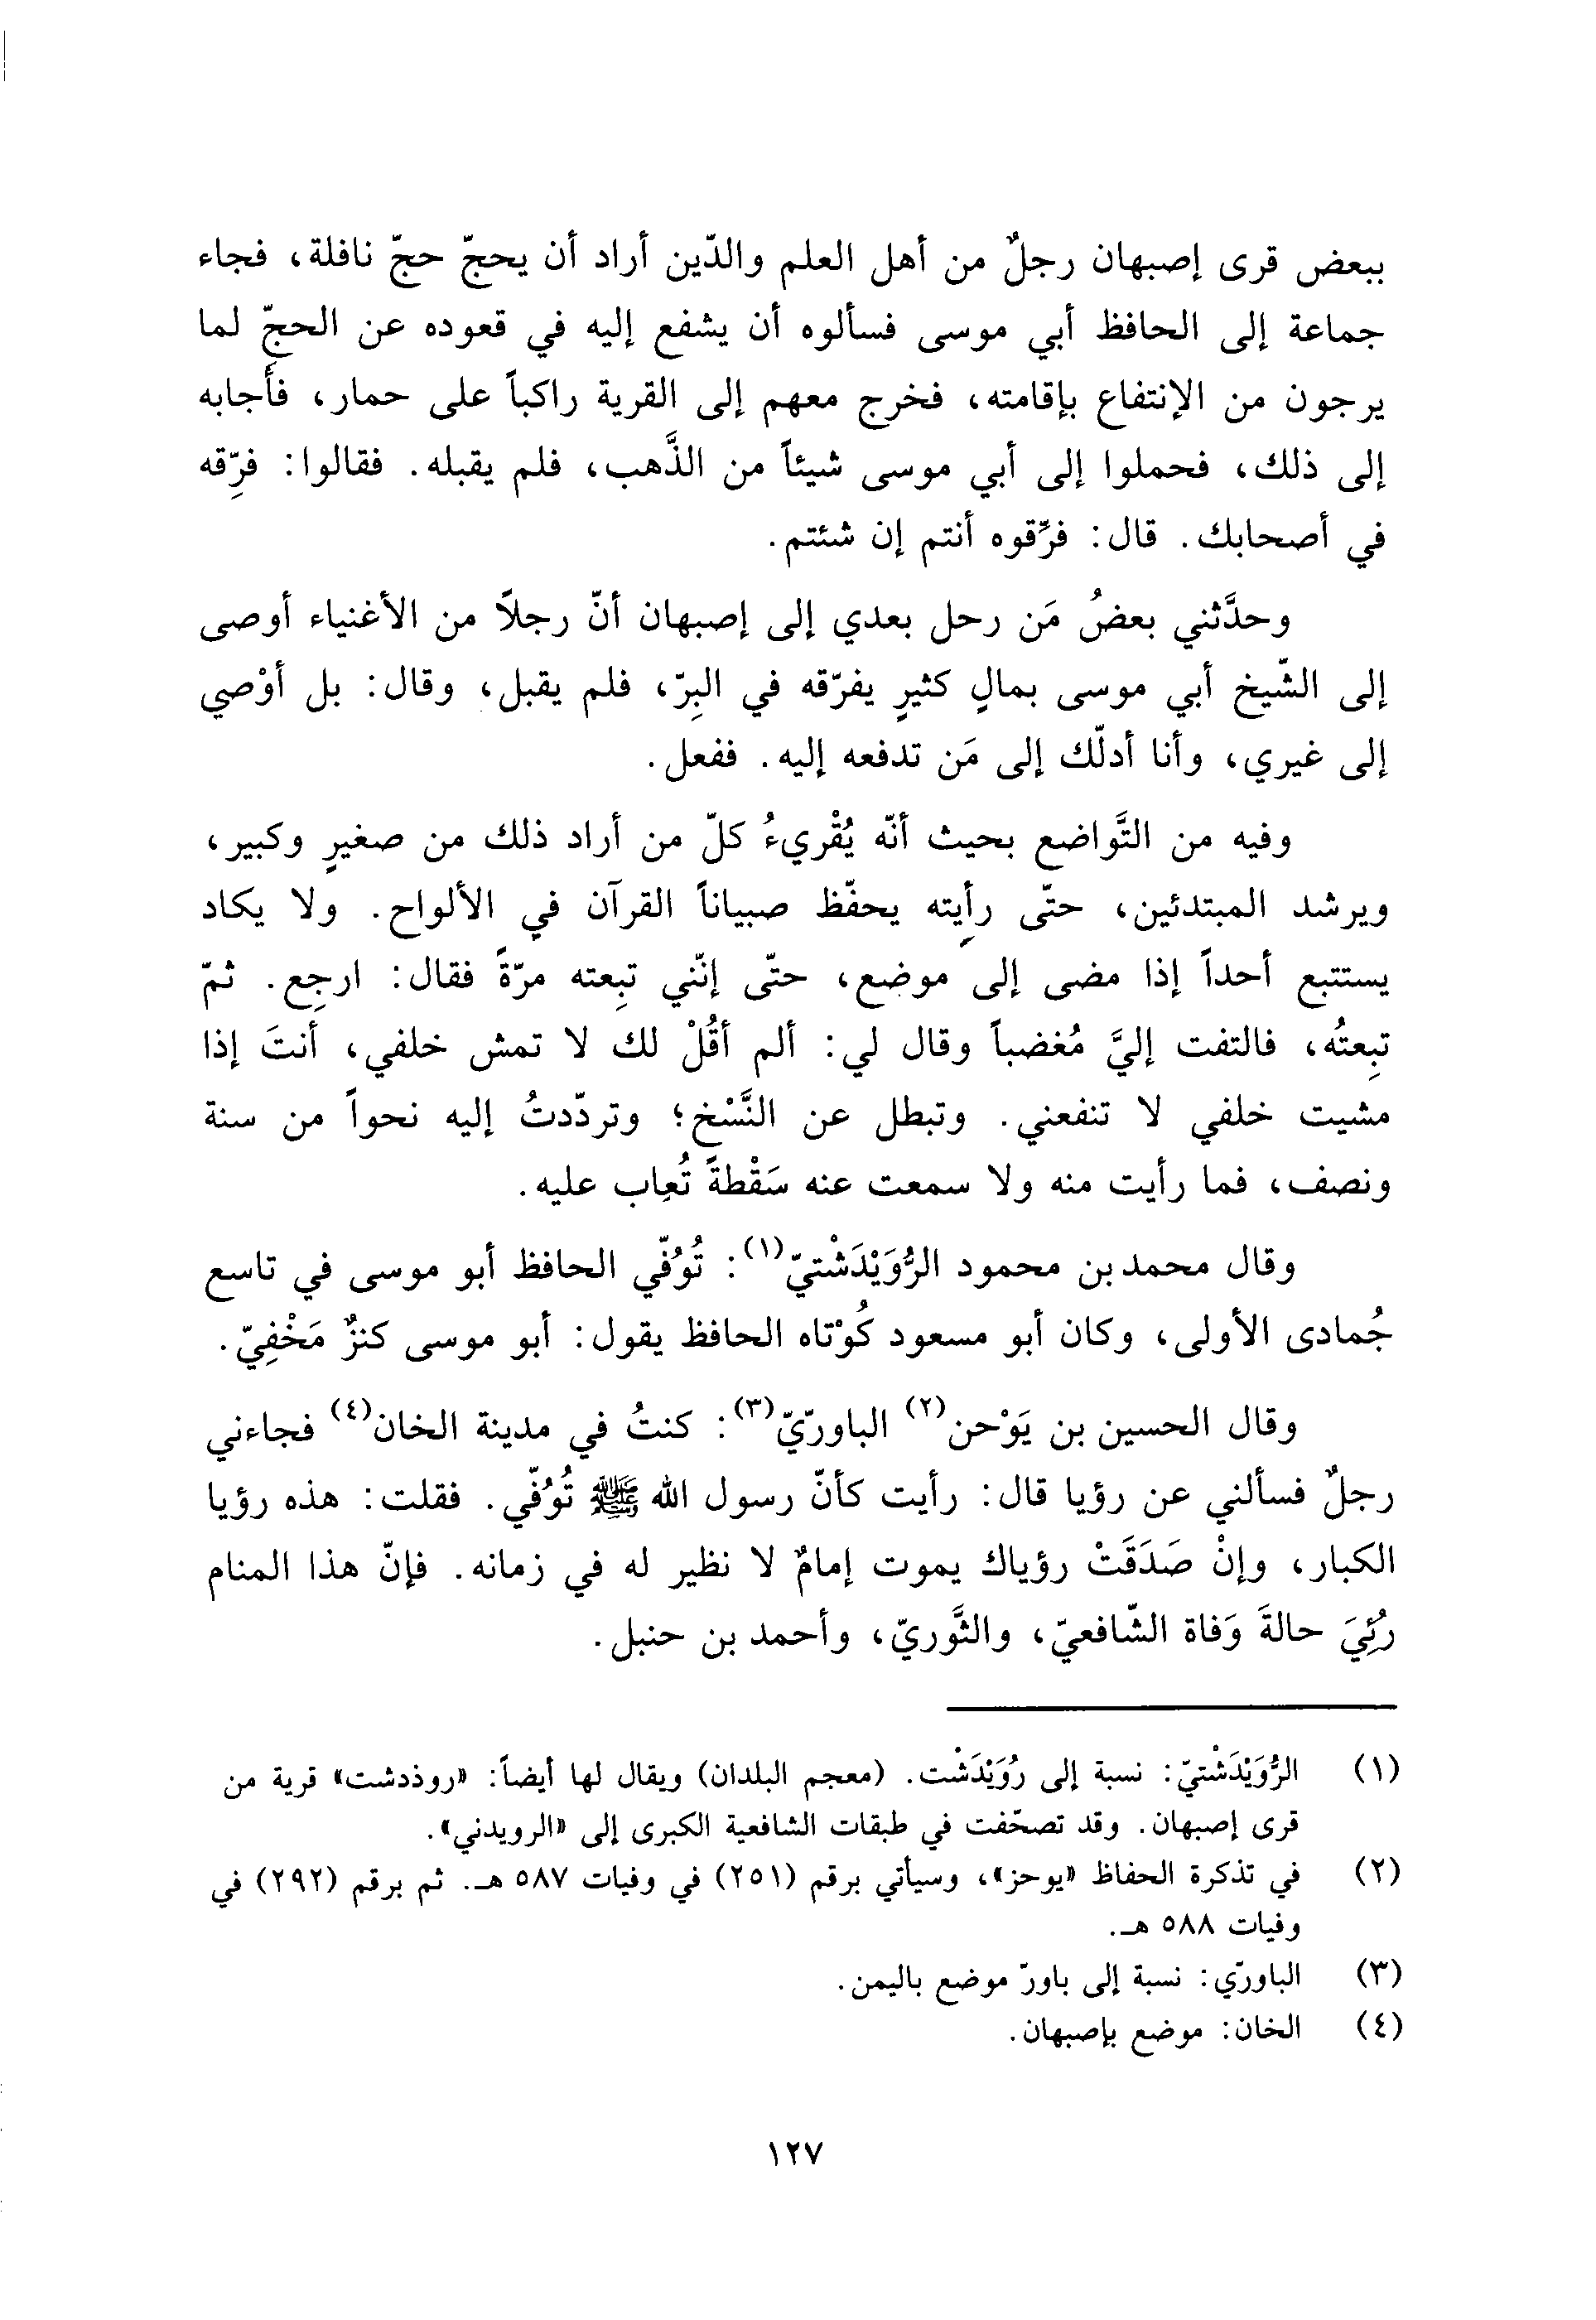 ببعض قرى إصبهان رجلٌ من أهل العلم والدّين أراد أن يحجّ حجّ نافلة، فجاء
جماعة إلى الحافظ أبي موسى فسألوه أن يشفع إليه في قعوده عن الحجّ لما
يرجون من الإنتفاع بإقامته، فخرج معهم إلى القرية راكباً على حمار، فأجابه
إلى ذلك، فحملوا إلى أبي موسى شيئاً من الذَّهب، فلم يقبله. فقالوا: فرِّقه
في أصحابك. قال: فرِّقوه أنتم إن شئتم.
وحدَّثني بعضُ مَن رحل بعدي إلى إصبهان أنّ رجلاً من الأغنياء أوصى
إلى الشّيخ أبي موسى بمالٍ كثيرٍ يفرّقه في البِرّ، فلم يقبل، وقال: بل أوْصي
إلى غيري، وأنا أدلّك إلى مَن تدفعه إليه. ففعل.
وفيه من التَّواضع بحيث أنّه يُقْريءُ كلّ من أراد ذلك من صغيرٍ وكبير،
ويرشد المبتدئين، حتّى رأيته يحفّظ صبياناً القرآن في الألواح. ولا يكاد
يستتبع أحداً إذا مضى إلى موضع، حتّى إنّني تبِعته مرّةً فقال: ارجِع. ثمّ
تبِعتُه، فالتفت إليَّ مُغضباً وقال لي: ألم أقُلْ لك لا تمش خلفي، أنتَ إذا
مشيت خلفي لا تنفعني. وتبطل عن النَّسْخ؛ وتردّدتُ إليه نحواً من سنة
ونصف، فما رأيت منه ولا سمعت عنه سَقْطةً تُعاب عليه.
وقال محمد بن محمود الرُّوَيْدَشْتيّ(١): تُوُفّي الحافظ أبو موسى في تاسع
جُمادى الأولى، وكان أبو مسعود كُوْتاه الحافظ يقول: أبو موسى كنزٌ مَخْفِيّ.
وقال الحسين بن يَوْحن(٢) الباوريّ(٣): كنتُ في مدينة الخان(٤) فجاءني
رجلٌ فسألني عن رؤيا قال: رأيت كأنّ رسول الله ﷺ تُوُفّي. فقلت: هذه رؤيا
الكبار، وإنْ صَدَقَتْ رؤياك يموت إمامٌ لا نظير له في زمانه. فإنّ هذا المنام
رُئِيَ حالةَ وَفاة الشّافعيّ، والثَّوريّ، وأحمد بن حنبل.
(١) الرُّوَيْدَشْتيّ: نسبة إلى رُوَيْدَشْت. (معجم البلدان) ويقال لها أيضاً: «روذدشت» قرية من
قرى إصبهان. وقد تصحّفت في طبقات الشافعية الكبرى إلى «الرويدني».
(٢) في تذكرة الحفاظ «يوحز»، وسيأتي برقم (٢٥١) في وفيات ٥٨٧ هـ. ثم برقم (٢٩٢) في
وفيات ٥٨٨ هـ.
(٣) الباورّي: نسبة إلى باورّ موضع باليمن.
(٤) الخان: موضع بإصبهان.
١٢٧